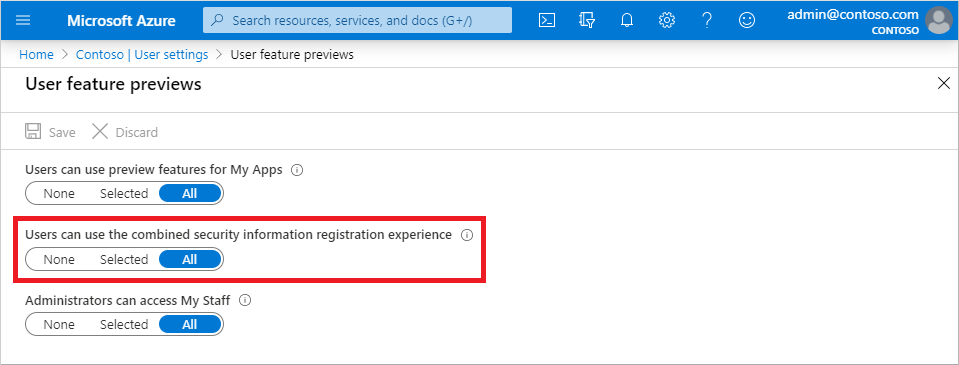 Microsoft Azure
Search resources, services, and docs (G+/)
admin@contoso.com
CONTOSO
Home > Contoso | User settings > User feature previews
User feature previews
Save Discard
Users can use preview features for My Apps
None Selected All
Users can use the combined security information registration experience
None Selected All
Administrators can access My Staff
None Selected All